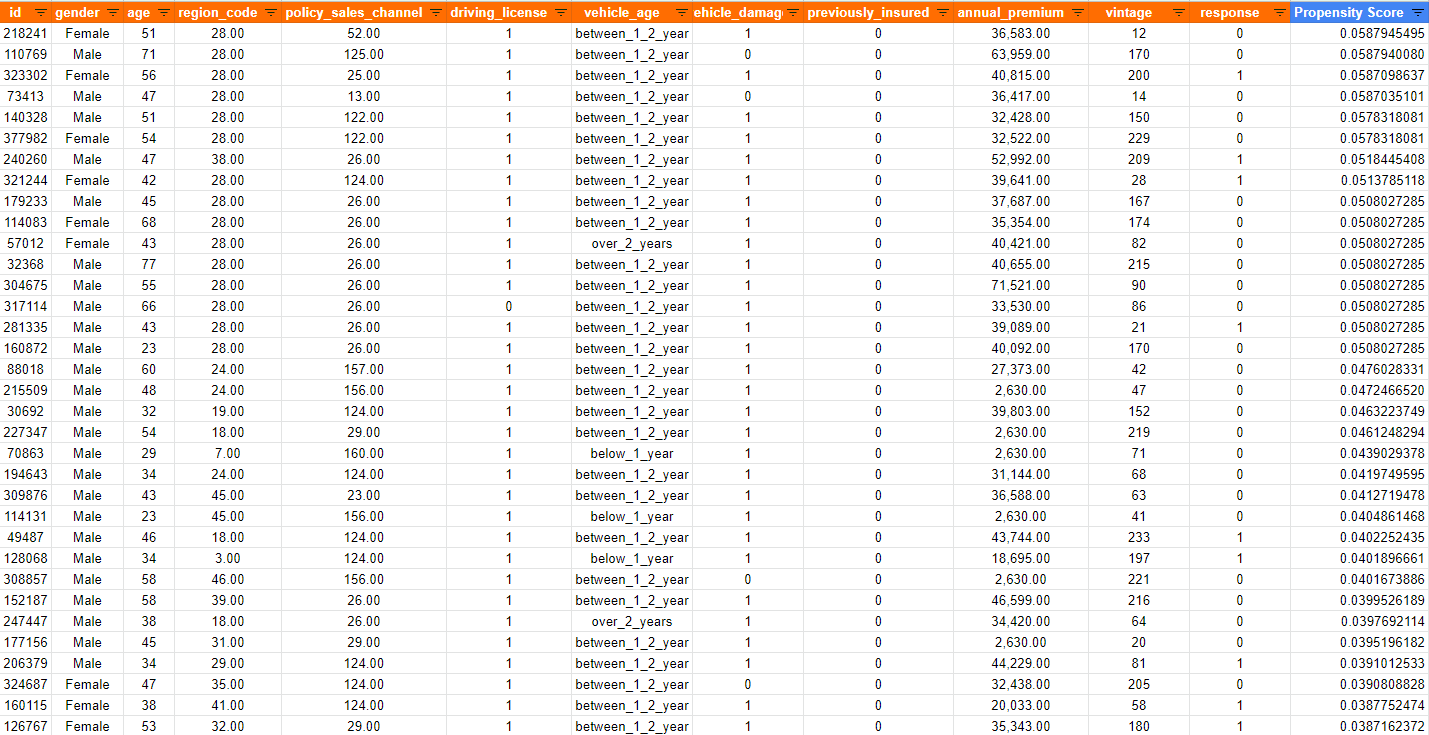 id gender age region_code policy_sales_channel driving_license vehicle_age ehicle_damag previously_insured annual_premium vintage response Propensity Score
218241 Female 51 28.00 52.00 1 between_1_2_year 1 0 36,583.00 12 0 0.0587945495
110769 Male 71 28.00 125.00 1 between_1_2_year 0 0 63,959.00 170 0 0.0587940080
323302 Female 56 28.00 25.00 1 between_1_2_year 1 0 40,815.00 200 1 0.0587098637
73413 Male 47 28.00 13.00 1 between_1_2_year 0 0 36,417.00 14 0 0.0587035101
140328 Male 51 28.00 122.00 1 between_1_2_year 1 0 32,428.00 150 0 0.0578318081
377982 Female 54 28.00 122.00 1 between_1_2_year 1 0 32,522.00 229 0 0.0578318081
240260 Male 47 38.00 26.00 1 between_1_2_year 1 0 52,992.00 209 1 0.0518445408
321244 Female 42 28.00 124.00 1 between_1_2_year 1 0 39,641.00 28 1 0.0513785118
179233 Male 45 28.00 26.00 1 between_1_2_year 1 0 37,687.00 167 0 0.0508027285
114083 Female 68 28.00 26.00 1 between_1_2_year 1 0 35,354.00 174 0 0.0508027285
57012 Female 43 28.00 26.00 1 over_2_years 1 0 40,421.00 82 0 0.0508027285
32368 Male 77 28.00 26.00 1 between_1_2_year 1 0 40,655.00 215 0 0.0508027285
304675 Male 55 28.00 26.00 1 between_1_2_year 1 0 71,521.00 90 0 0.0508027285
317114 Male 66 28.00 26.00 0 between_1_2_year 1 0 33,530.00 86 0 0.0508027285
281335 Male 43 28.00 26.00 1 between_1_2_year 1 0 39,089.00 21 1 0.0508027285
160872 Male 23 28.00 26.00 1 between_1_2_year 1 0 40,092.00 170 0 0.0508027285
88018 Male 60 24.00 157.00 1 between_1_2_year 1 0 27,373.00 42 0 0.0476028331
215509 Male 48 24.00 156.00 1 between_1_2_year 1 0 2,630.00 47 0 0.0472466520
30692 Male 32 19.00 124.00 1 between_1_2_year 1 0 39,803.00 152 0 0.0463223749
227347 Male 54 18.00 29.00 1 between_1_2_year 1 0 2,630.00 219 0 0.0461248294
70863 Male 29 7.00 160.00 1 below_1_year 1 0 2,630.00 71 0 0.0439029378
194643 Male 34 24.00 124.00 1 between_1_2_year 1 0 31,144.00 68 0 0.0419749595
309876 Male 43 45.00 23.00 1 between_1_2_year 1 0 36,588.00 63 0 0.0412719478
114131 Male 23 45.00 156.00 1 below_1_year 1 0 2,630.00 41 0 0.0404861468
49487 Male 46 18.00 124.00 1 between_1_2_year 1 0 43,744.00 233 1 0.0402252435
128068 Male 34 3.00 124.00 1 below_1_year 1 0 18,695.00 197 1 0.0401896661
308857 Male 58 46.00 156.00 1 between_1_2_year 0 0 2,630.00 221 0 0.0401673886
152187 Male 58 39.00 26.00 1 between_1_2_year 1 0 46,599.00 216 0 0.0399526189
247447 Male 38 18.00 26.00 1 over_2_years 1 0 34,420.00 64 0 0.0397692114
177156 Male 45 31.00 29.00 1 between_1_2_year 1 0 2,630.00 20 0 0.0395196182
206379 Male 34 29.00 124.00 1 between_1_2_year 1 0 44,229.00 81 1 0.0391012533
324687 Female 47 35.00 124.00 1 between_1_2_year 0 0 32,438.00 205 0 0.0390808828
160115 Female 38 41.00 124.00 1 between_1_2_year 1 0 20,033.00 58 1 0.0387752474
126767 Female 53 32.00 29.00 1 between_1_2_year 1 0 35,343.00 180 1 0.0387162372